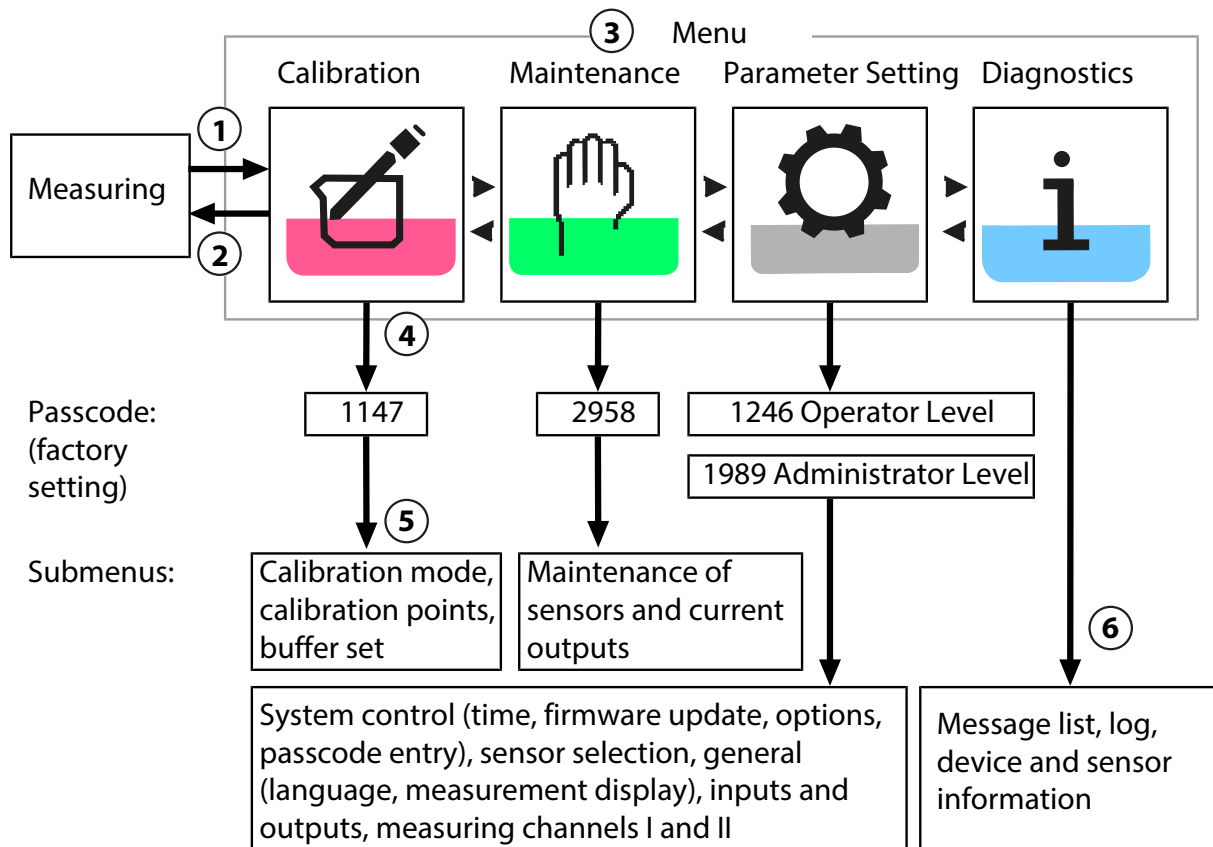 3 Menu
Calibration Maintenance Parameter Setting Diagnostics
1
Measuring
2
4
Passcode:
(factory
setting)
1147
2958
1246 Operator Level
1989 Administrator Level
5
Submenus:
Calibration mode,
calibration points,
buffer set
Maintenance of
sensors and current
outputs
6
System control (time, firmware update, options,
passcode entry), sensor selection, general
(language, measurement display), inputs and
outputs, measuring channels I and II
Message list, log,
device and sensor
information